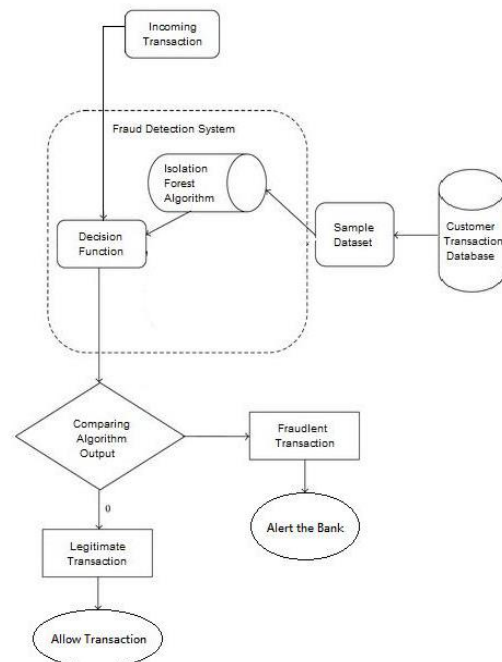 Incoming
Transaction
Fraud Detection System
Isolation
Forest
Algorithm
Decision
Function
Sample
Dataset
Customer
Transaction
Database
Comparing
Algorithm
Output
Fraudlent
Transaction
Alert the Bank
0
Legitimate
Transaction
Allow Transaction